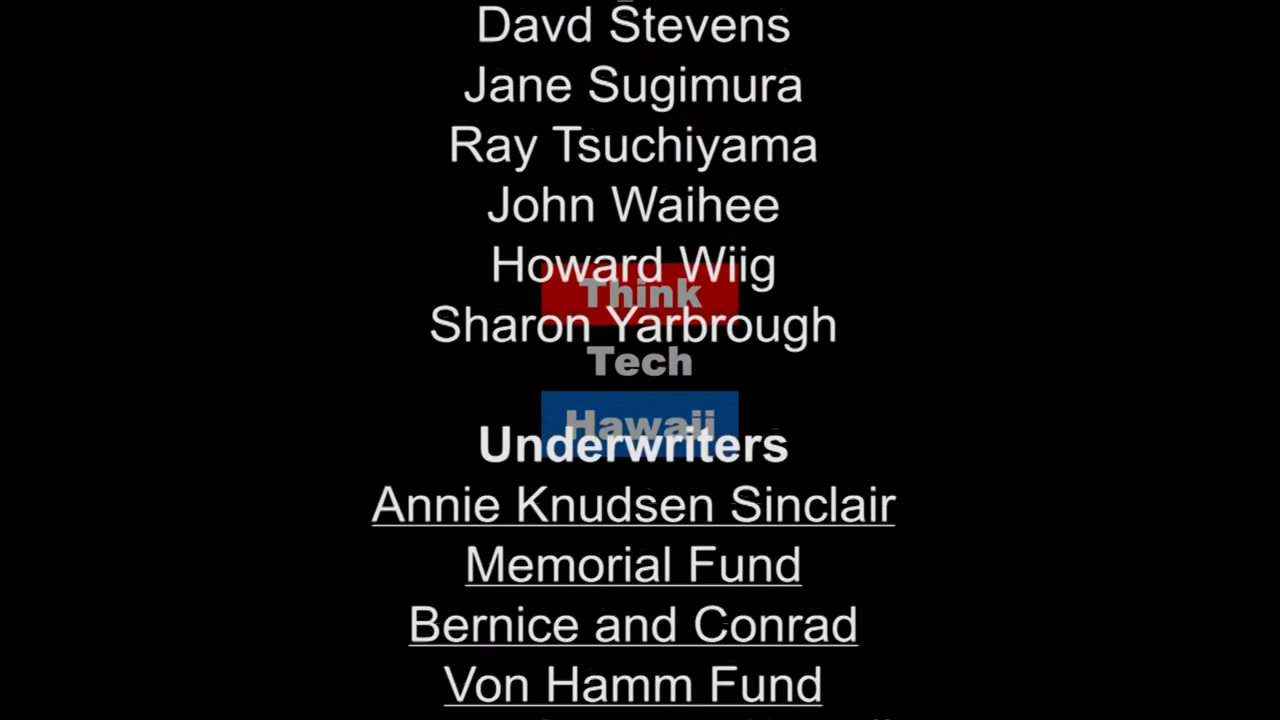 Davd Stevens
Jane Sugimura
Ray Tsuchiyama
John Waihee
Howard Wiig
Think
Sharon Yarbrough
Tech
Hawaii
Underwriters
Annie Knudsen Sinclair
Memorial Fund
Bernice and Conrad
Von Hamm Fund